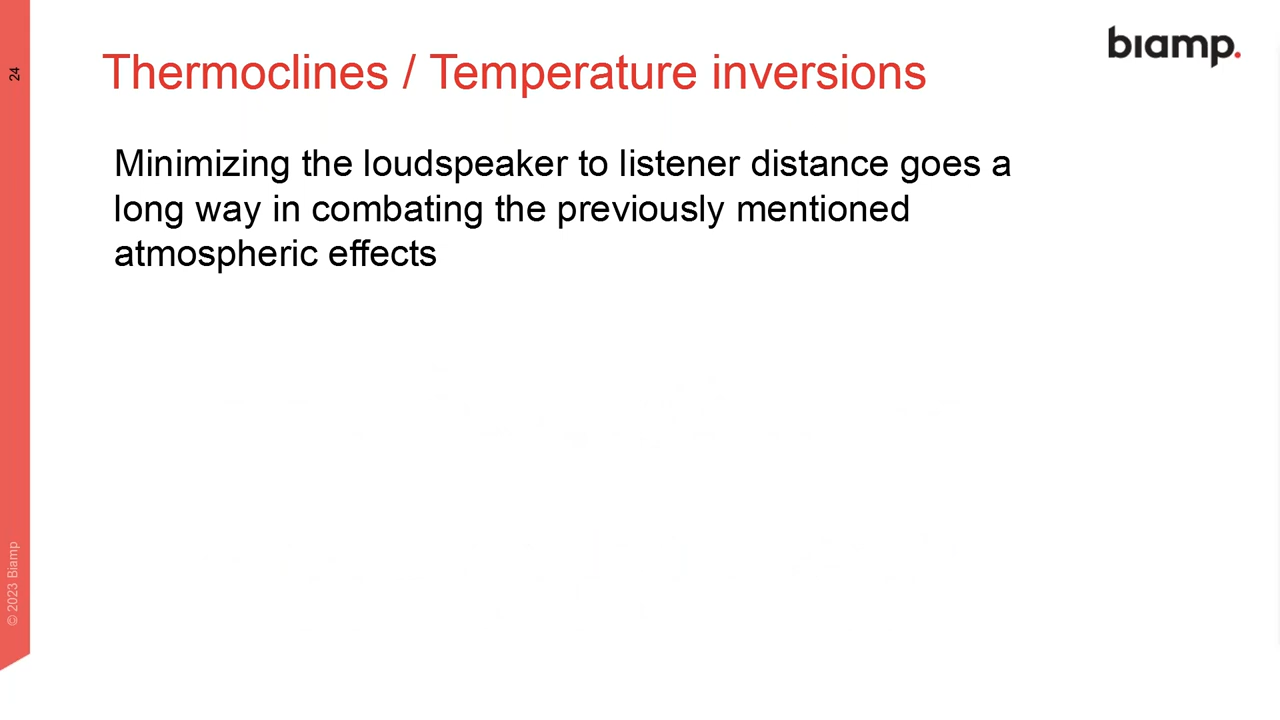 24
biamp.
Thermoclines / Temperature inversions
Minimizing the loudspeaker to listener distance goes a
long way in combating the previously mentioned
atmospheric effects
© 2023 Biamp